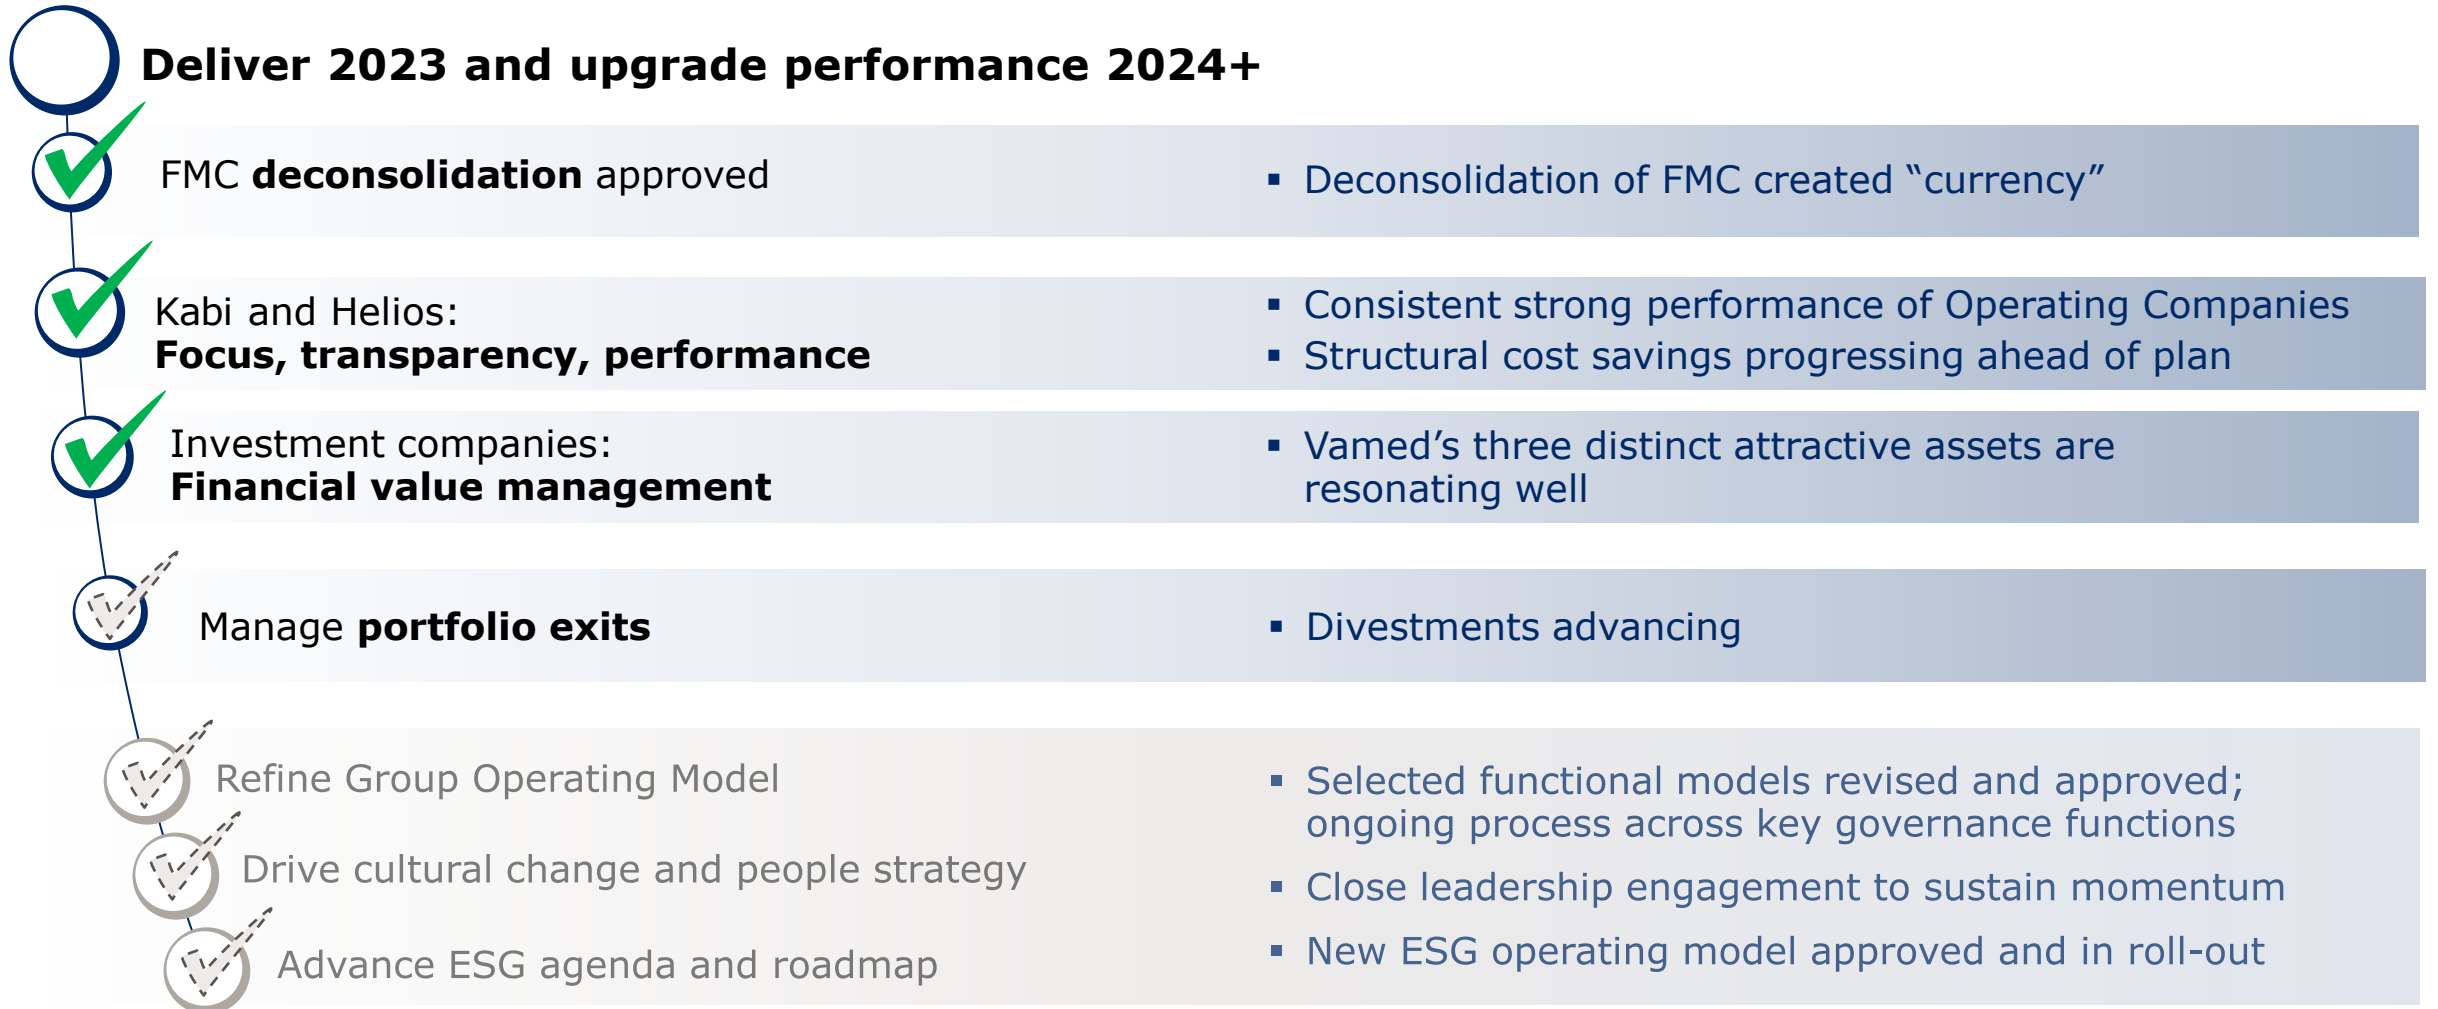 Deliver 2023 and upgrade performance 2024+
FMC deconsolidation approved
▪ Deconsolidation of FMC created “currency”
Kabi and Helios:
Focus, transparency, performance
▪ Consistent strong performance of Operating Companies
▪ Structural cost savings progressing ahead of plan
Investment companies:
Financial value management
▪ Vamed’s three distinct attractive assets are
resonating well
Manage portfolio exits
▪ Divestments advancing
Refine Group Operating Model
▪ Selected functional models revised and approved;
ongoing process across key governance functions
Drive cultural change and people strategy
▪ Close leadership engagement to sustain momentum
Advance ESG agenda and roadmap
▪ New ESG operating model approved and in roll-out